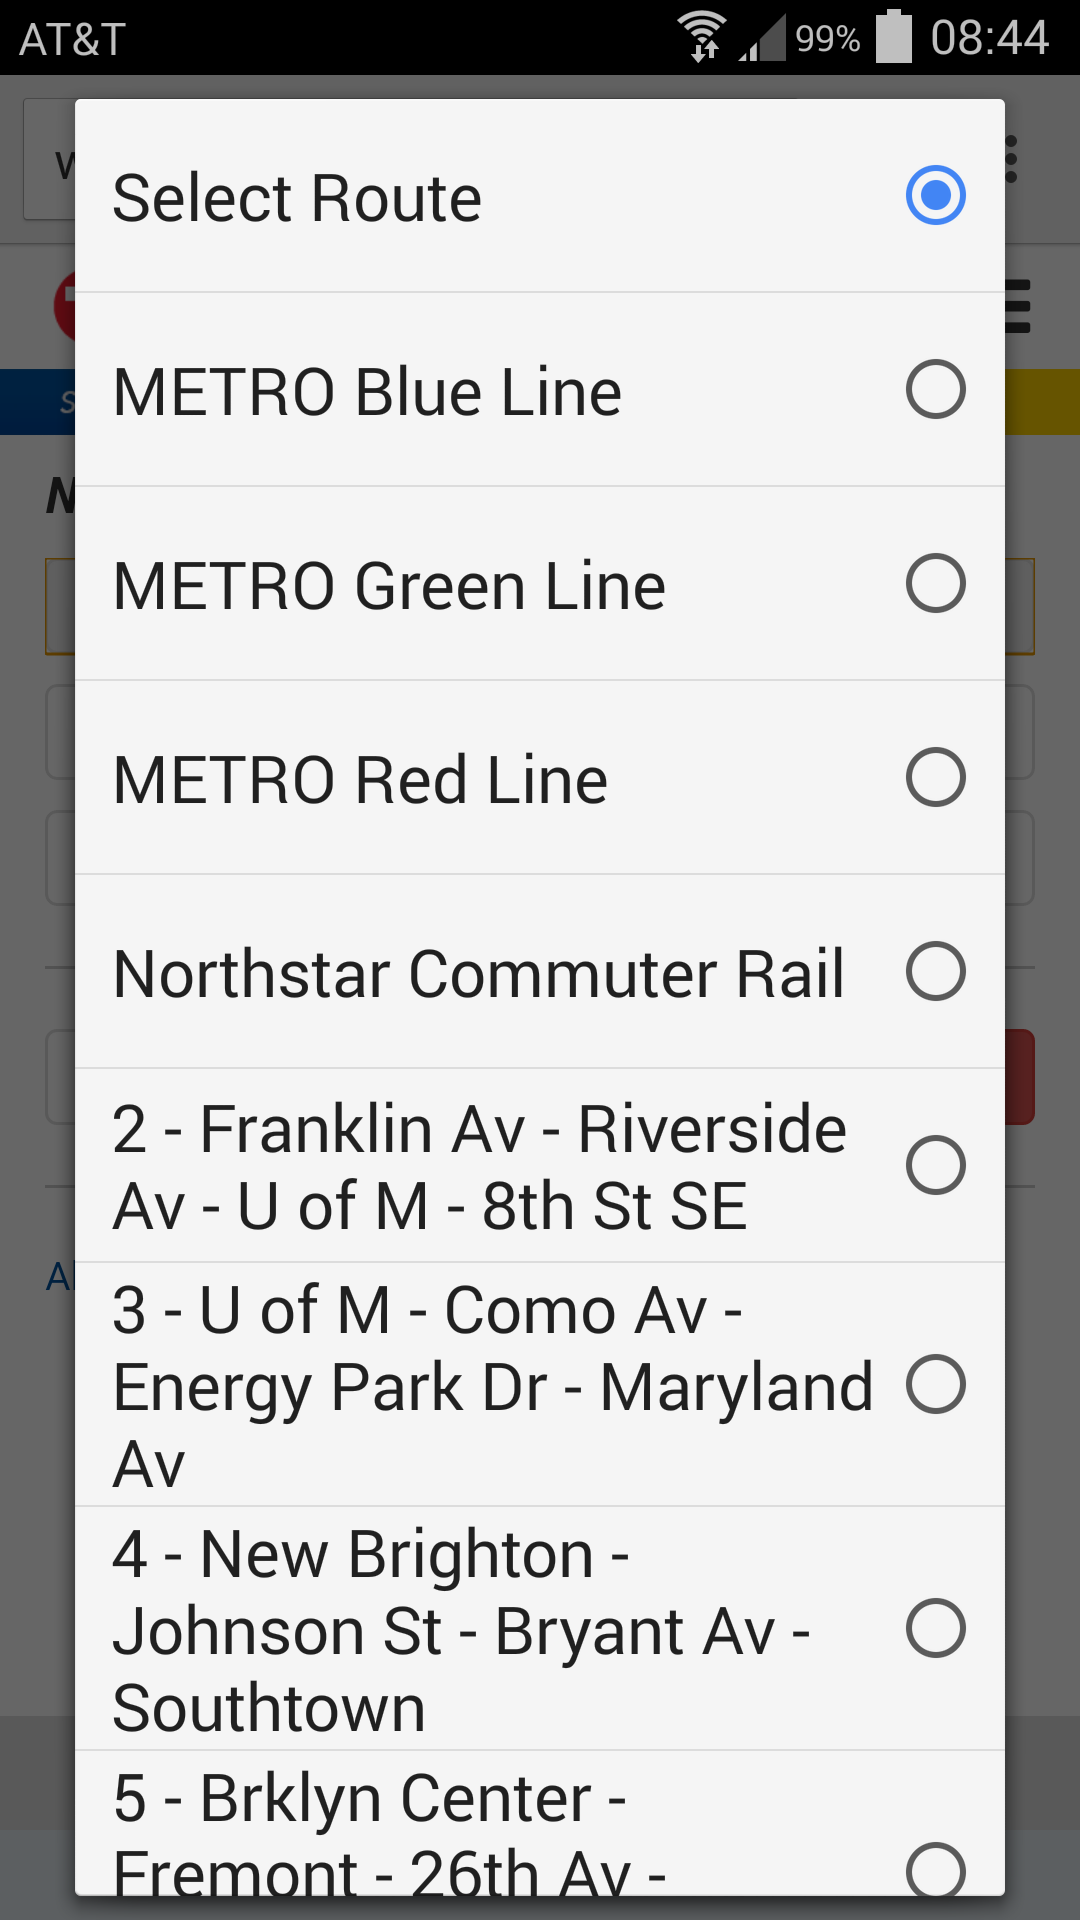 AT&T 99% 08:44
Select Route
METRO Blue Line
METRO Green Line
METRO Red Line
Northstar Commuter Rail
2 - Franklin Av - Riverside
Av - U of M - 8th St SE
3 - U of M - Como Av -
Energy Park Dr - Maryland
Av
4 - New Brighton -
Johnson St - Bryant Av -
Southtown
5 - Brklyn Center -
Fremont - 26th Av -